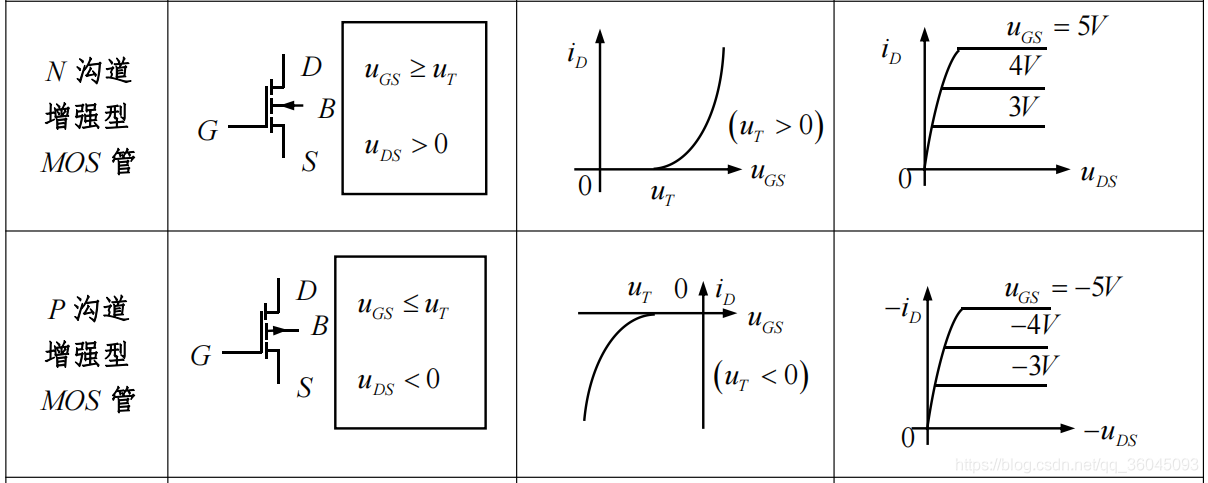 N 沟道
增强型
MOS 管
D
B
G
S
u_GS ≥ u_T
u_DS > 0
i_D
(u_T > 0)
0
u_T
u_GS
i_D
u_GS = 5V
4V
3V
0
u_DS
P 沟道
增强型
MOS 管
D
B
G
S
u_GS ≤ u_T
u_DS < 0
u_T
0
i_D
u_GS
(u_T < 0)
-i_D
u_GS = -5V
-4V
-3V
0
-u_DS
https://blog.csdn.net/qq_36045093